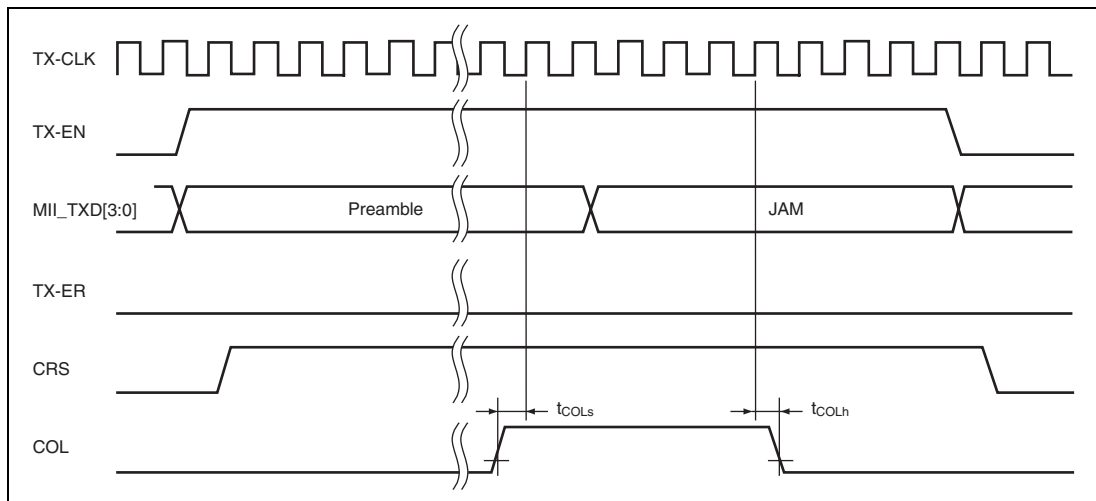 TX-CLK
TX-EN
MII_TXD[3:0] Preamble JAM
TX-ER
CRS
tCOLs tCOLh
COL